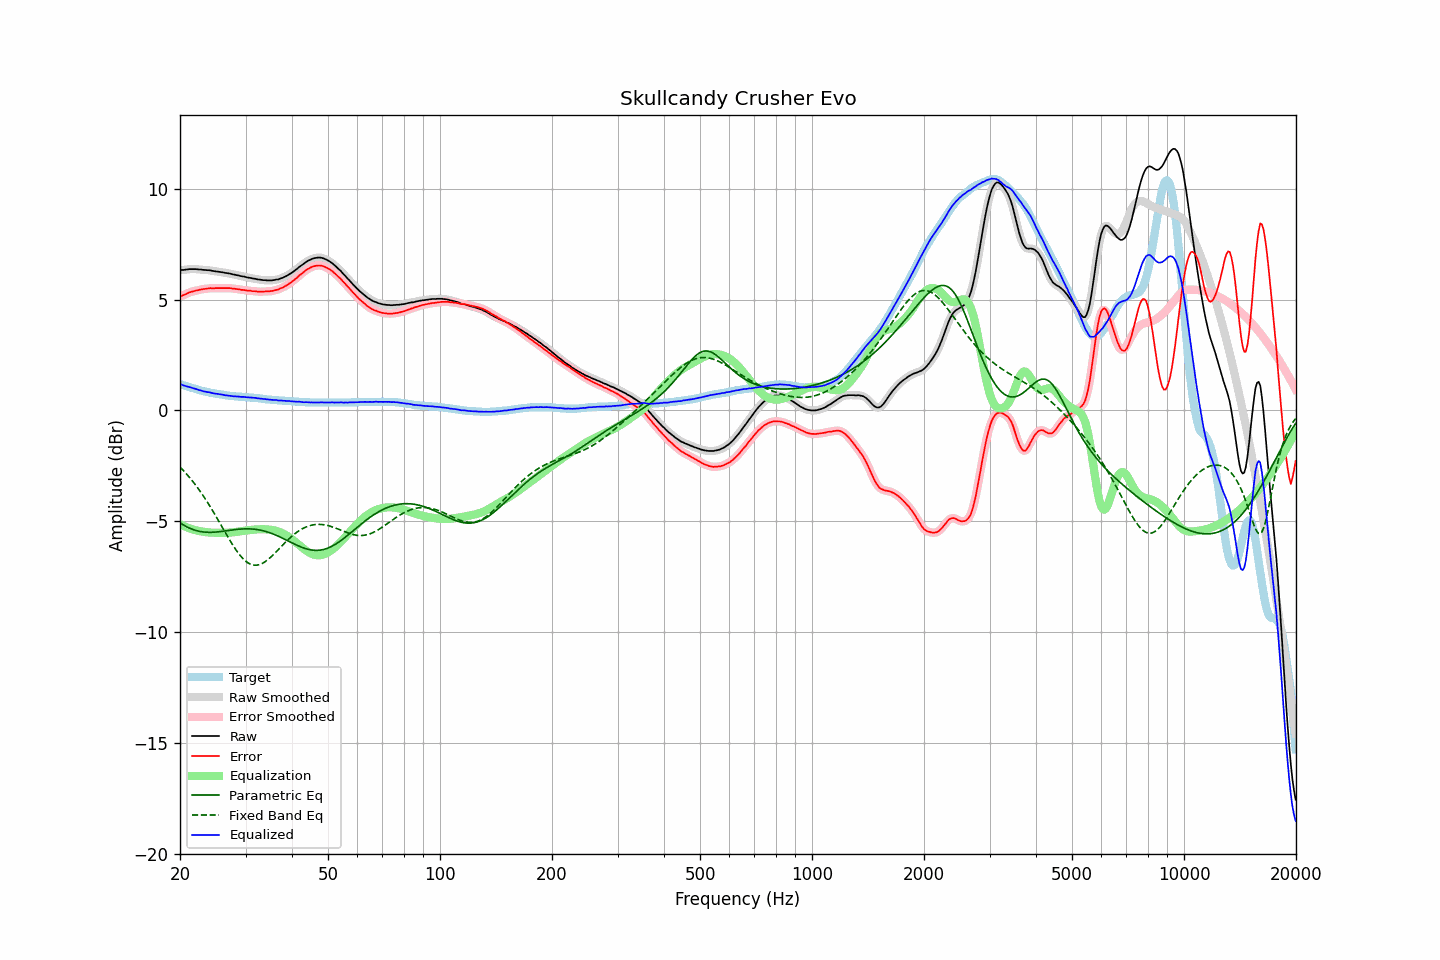 Skullcandy Crusher Evo
Amplitude (dBr)
10
5
0
−5
−10
−15
−20
Target
Raw Smoothed
Error Smoothed
Raw
Error
Equalization
Parametric Eq
Fixed Band Eq
Equalized
20 50 100 200 500 1000 2000 5000 10000 20000
Frequency (Hz)